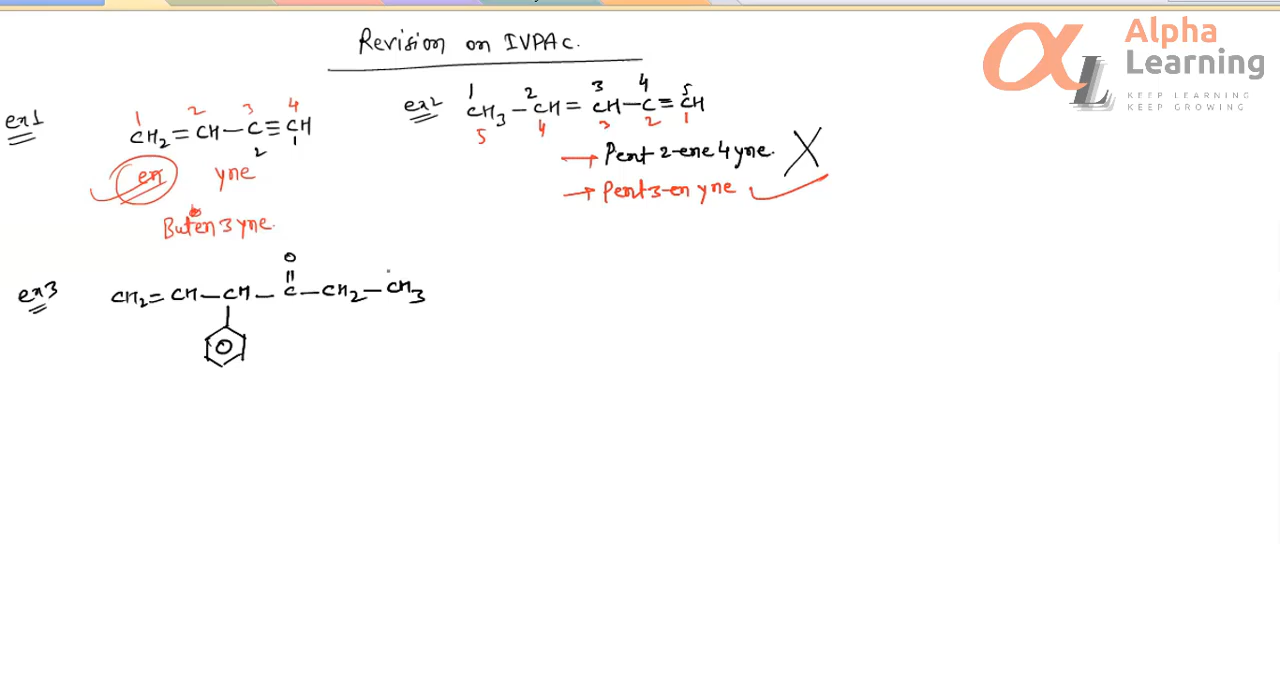 Revision on IUPAC.
Alpha
Learning
KEEP LEARNING
KEEP GROWING
ex1
1 2 3 4
CH2 = CH — C ≡ CH
2 1
en yne
Buten 3 yne.
ex2
1 2 3 4 5
CH3 — CH = CH — C ≡ CH
5 4 3 2 1
→ Pent 2-ene 4 yne. X
→ Pent 3-en yne ✓
ex3
O
CH2 = CH — CH — C — CH2 — CH3